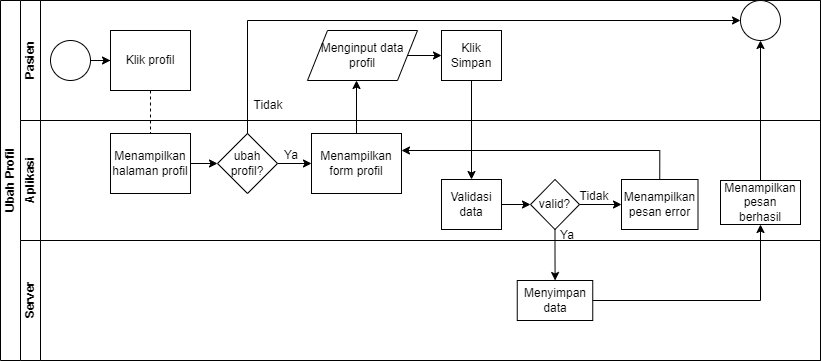 Ubah Profil
Pasien
Klik profil
Menginput data
profil
Klik
Simpan
Tidak
Aplikasi
Menampilkan
halaman profil
ubah
profil?
Ya
Menampilkan
form profil
Validasi
data
valid?
Tidak
Menampilkan
pesan error
Menampilkan
pesan
berhasil
Ya
Server
Menyimpan
data